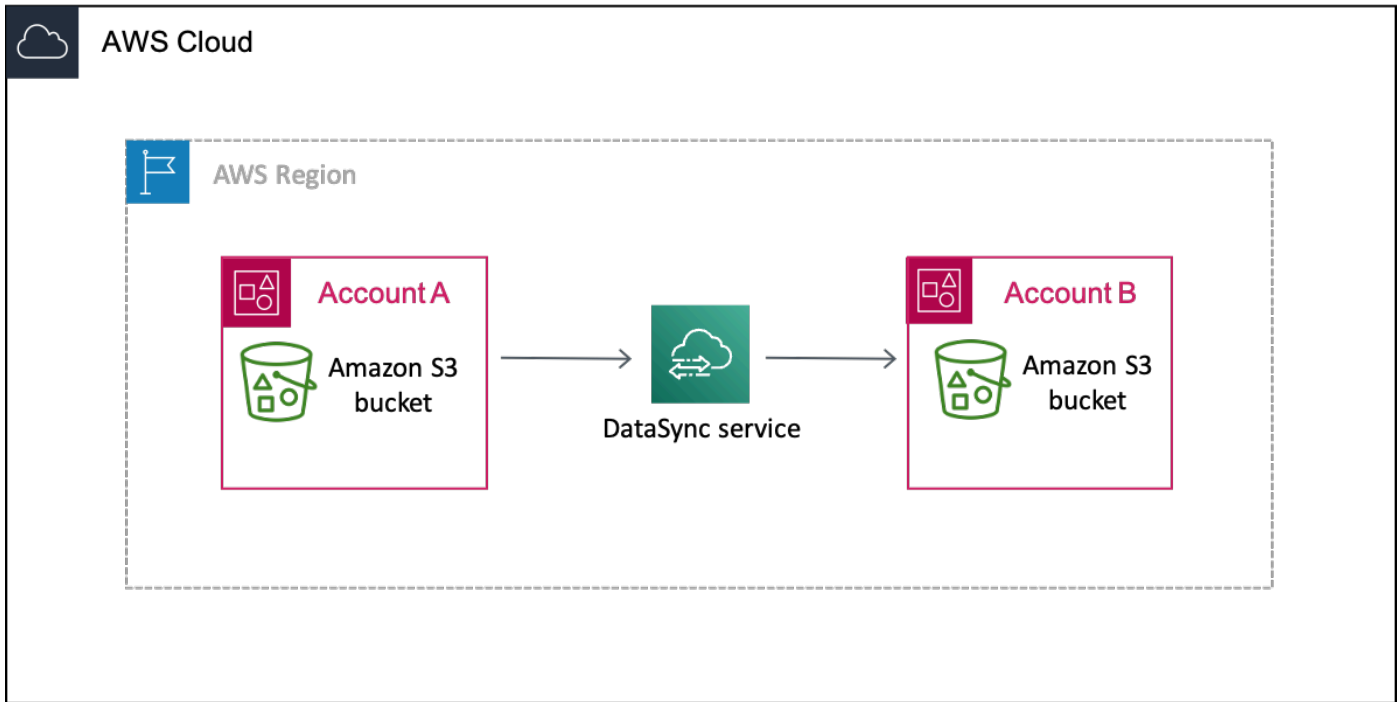 AWS Cloud
AWS Region
Account A
Amazon S3
bucket
DataSync service
Account B
Amazon S3
bucket